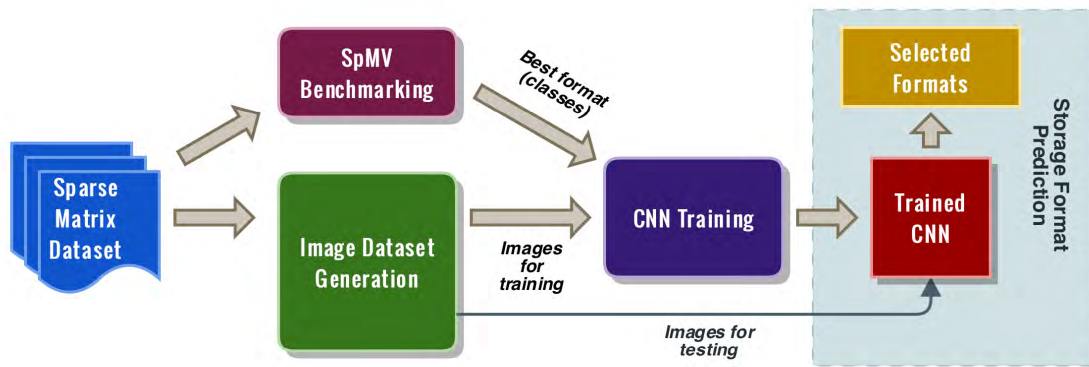 Sparse
Matrix
Dataset
SpMV
Benchmarking
Image Dataset
Generation
Best format
(classes)
Images
for
training
CNN Training
Images for
testing
Selected
Formats
Trained
CNN
Storage Format
Prediction